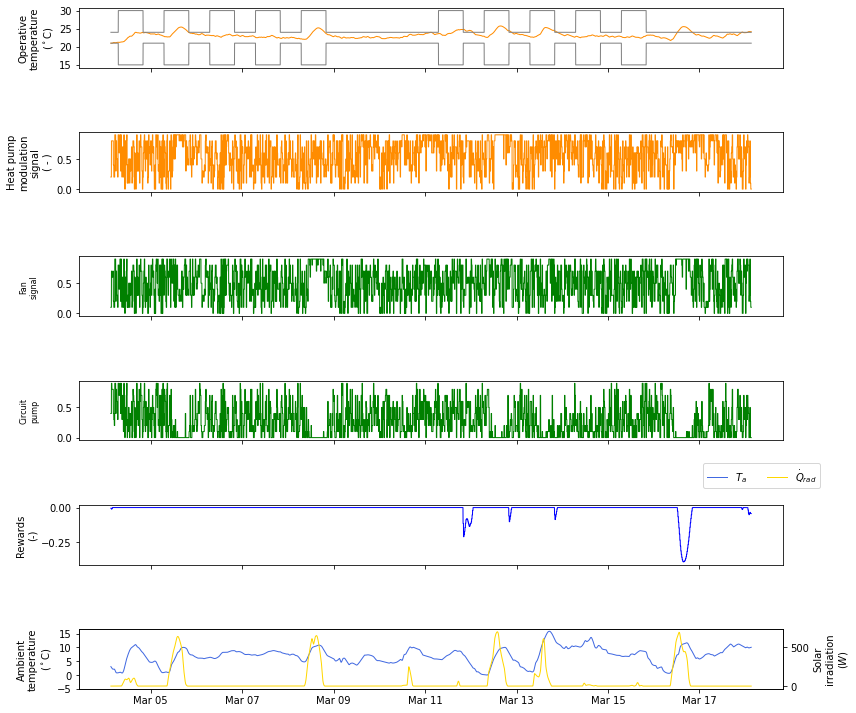 Operative
temperature
(°C)
30
25
20
15
Heat pump
modulation
signal
( - )
0.5
0.0
Fan
signal
0.5
0.0
Circuit
pump
0.5
0.0
T_a
Q̇_rad
Rewards
(-)
0.00
−0.25
Ambient
temperature
(°C)
15
10
5
0
−5
500
0
Solar
irradiation
(W)
Mar 05
Mar 07
Mar 09
Mar 11
Mar 13
Mar 15
Mar 17